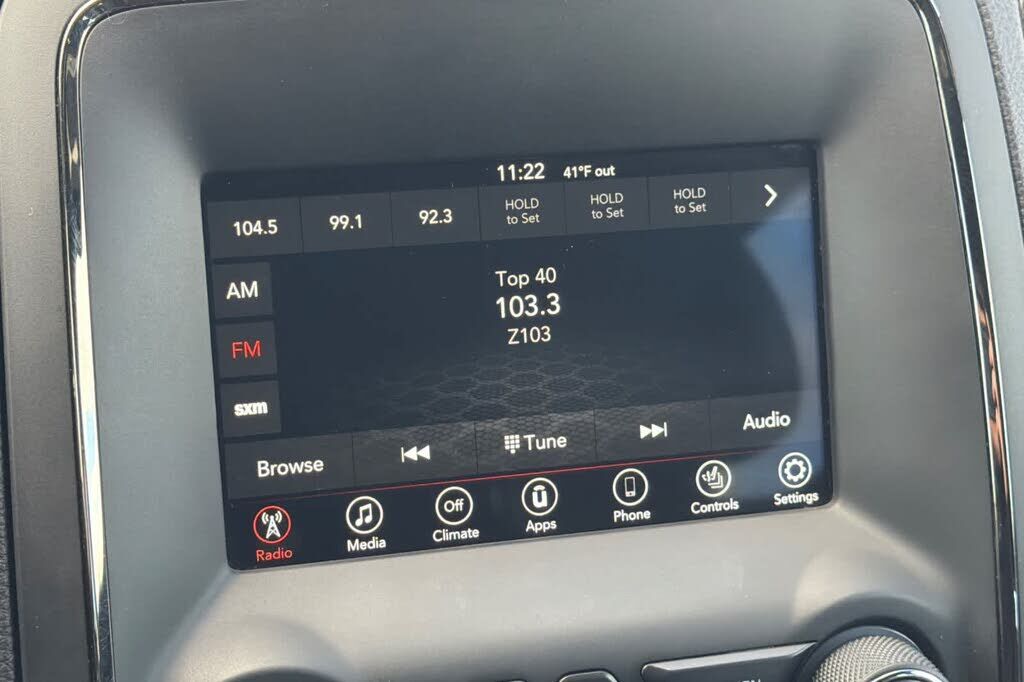 11:22 41°F out
104.5 99.1 92.3 HOLD to Set HOLD to Set HOLD to Set
AM
Top 40
103.3
Z103
FM
sxm
Browse Tune Audio
Radio Media Off Climate Apps Phone Controls Settings